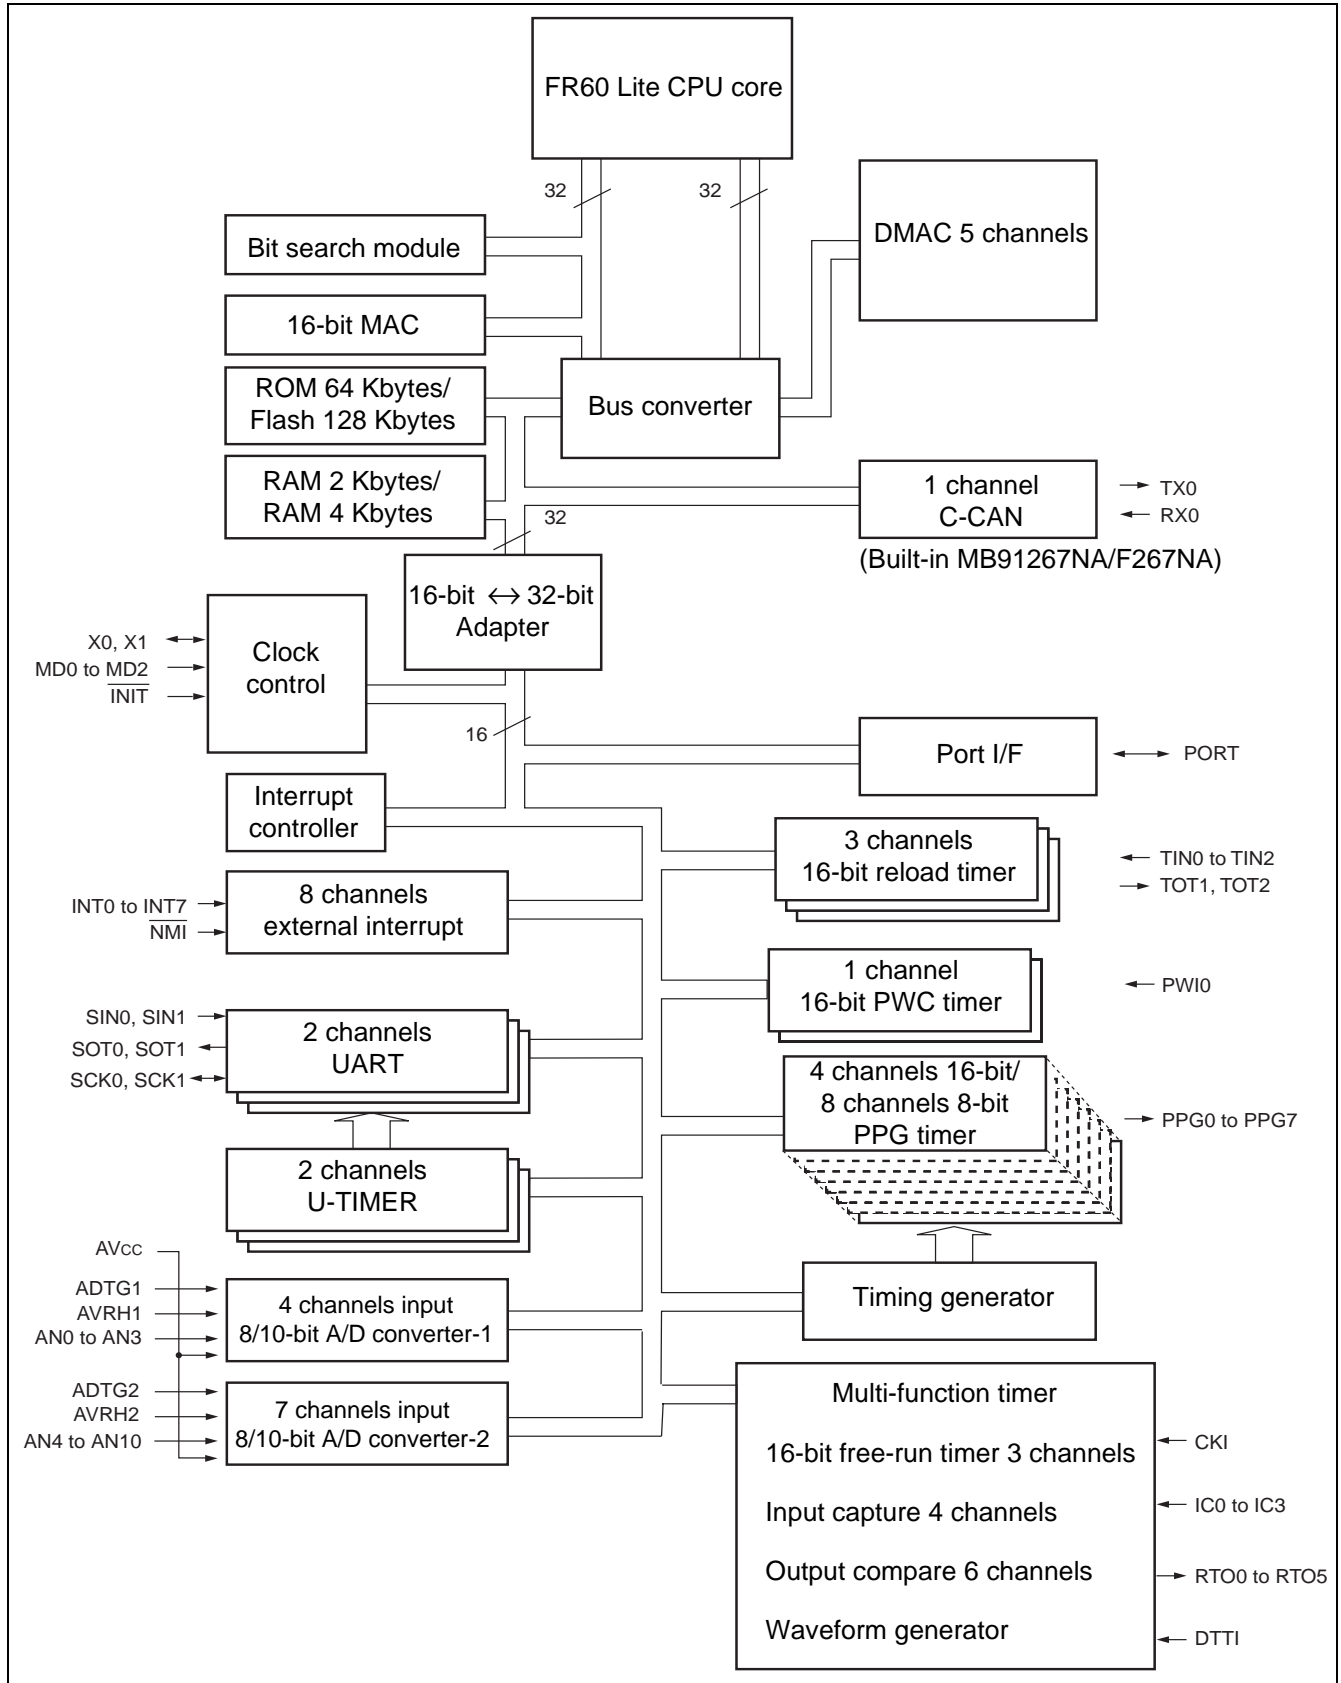 FR60 Lite CPU core
32
32
DMAC 5 channels
Bit search module
16-bit MAC
ROM 64 Kbytes/
Flash 128 Kbytes
Bus converter
RAM 2 Kbytes/
RAM 4 Kbytes
1 channel
C-CAN
TX0
RX0
32
(Built-in MB91267NA/F267NA)
16-bit ↔ 32-bit
Adapter
X0, X1
MD0 to MD2
INIT
Clock
control
16
Port I/F
PORT
Interrupt
controller
3 channels
16-bit reload timer
TIN0 to TIN2
TOT1, TOT2
INT0 to INT7
NMI
8 channels
external interrupt
1 channel
16-bit PWC timer
PWI0
SIN0, SIN1
SOT0, SOT1
SCK0, SCK1
2 channels
UART
4 channels 16-bit/
8 channels 8-bit
PPG timer
PPG0 to PPG7
2 channels
U-TIMER
AVCC
ADTG1
AVRH1
AN0 to AN3
4 channels input
8/10-bit A/D converter-1
Timing generator
ADTG2
AVRH2
AN4 to AN10
7 channels input
8/10-bit A/D converter-2
Multi-function timer
16-bit free-run timer 3 channels
CKI
Input capture 4 channels
IC0 to IC3
Output compare 6 channels
RTO0 to RTO5
Waveform generator
DTTI